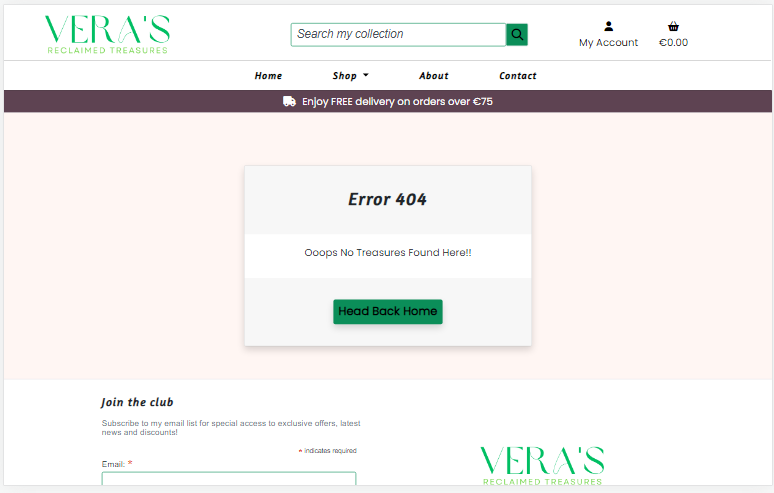 VERA'S
RECLAIMED TREASURES
Search my collection
My Account
€0.00
Home
Shop
About
Contact
Enjoy FREE delivery on orders over €75
Error 404
Ooops No Treasures Found Here!!
Head Back Home
Join the club
Subscribe to my email list for special access to exclusive offers, latest
news and discounts!
* indicates required
Email: *
VERA'S
RECLAIMED TREASURES